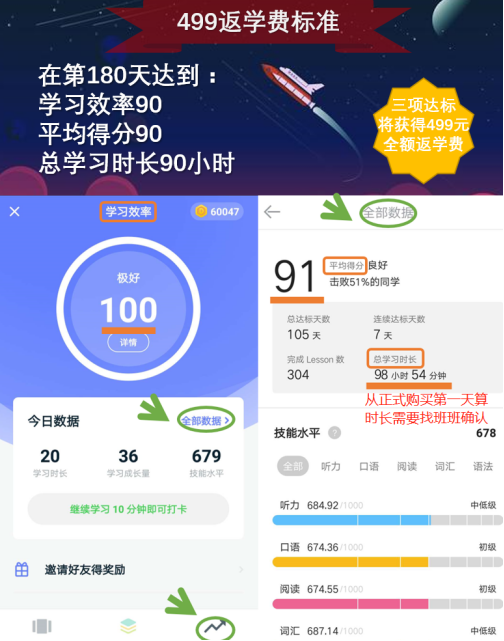 499返学费标准
在第180天达到：
学习效率90
平均得分90
总学习时长90小时
三项达标
将获得499元
全额返学费
学习效率
60047
极好
100
详情
今日数据
全部数据 >
20 36 679
学习时长 学习成长量 技能水平
继续学习 10 分钟即可打卡
邀请好友得奖励
全部数据
91 平均得分 良好
击败51%的同学
总达标天数 连续达标天数
105 天 7 天
完成 Lesson 数 总学习时长
304 98 小时 54 分钟
从正式购买第一天算
时长需要找班班确认
技能水平 ? 678
全部 听力 口语 阅读 词汇 语法
听力 684.92/1000 中低级
口语 674.36/1000 初级
阅读 674.55/1000 初级
词汇 687.14/1000 中低级